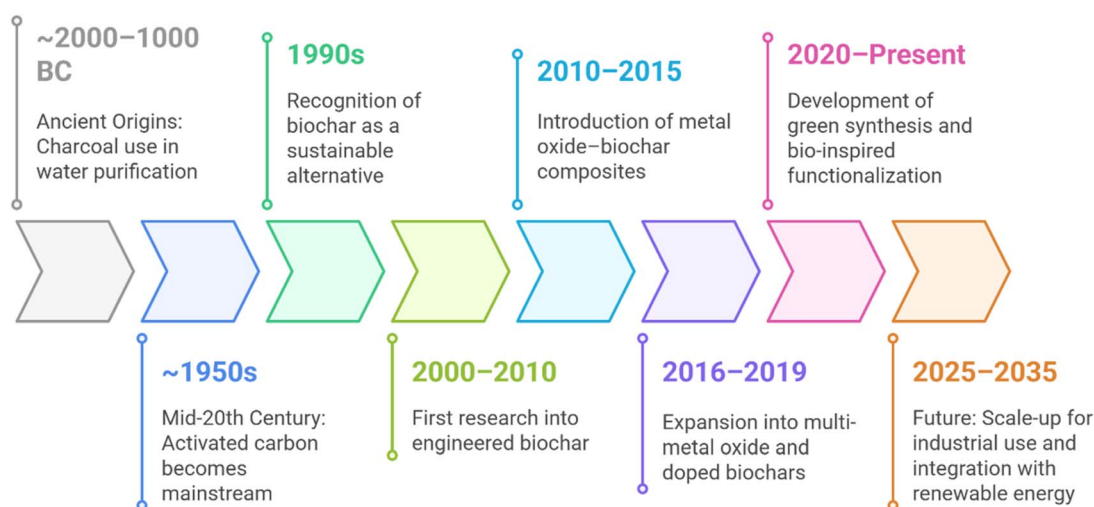 ~2000–1000
BC
Ancient Origins:
Charcoal use in
water purification
~1950s
Mid-20th Century:
Activated carbon
becomes
mainstream
1990s
Recognition of
biochar as a
sustainable
alternative
2000–2010
First research into
engineered biochar
2010–2015
Introduction of metal
oxide–biochar
composites
2016–2019
Expansion into multi-
metal oxide and
doped biochars
2020–Present
Development of
green synthesis and
bio-inspired
functionalization
2025–2035
Future: Scale-up for
industrial use and
integration with
renewable energy